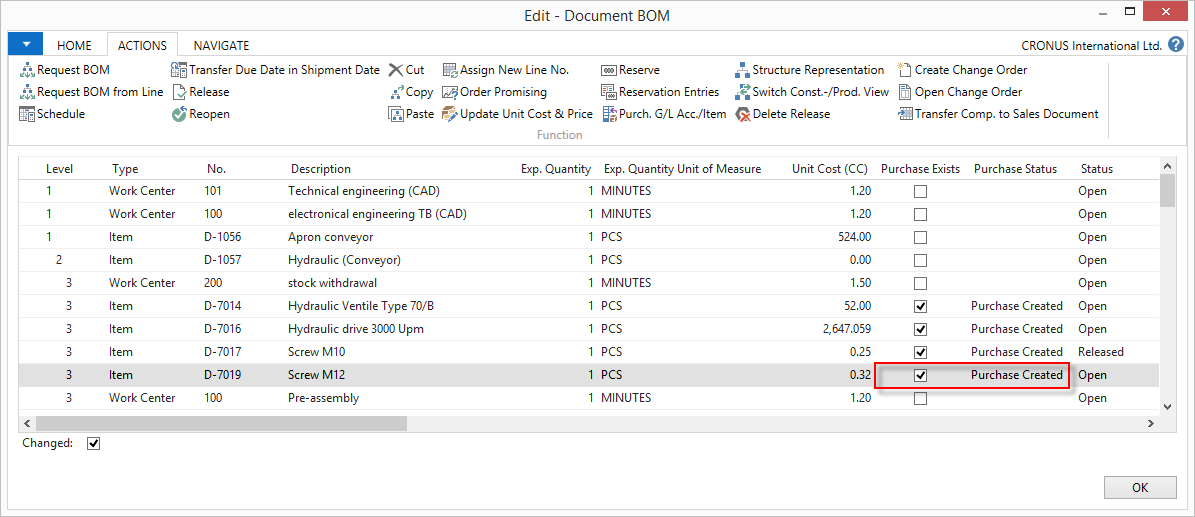 Edit - Document BOM
HOME ACTIONS NAVIGATE CRONUS International Ltd. ?
Request BOM Transfer Due Date in Shipment Date Cut Assign New Line No. Reserve Structure Representation Create Change Order
Request BOM from Line Release Copy Order Promising Reservation Entries Switch Const.-/Prod. View Open Change Order
Schedule Reopen Paste Update Unit Cost & Price Purch. G/L Acc./Item Delete Release Transfer Comp. to Sales Document
Function
Level Type No. Description Exp. Quantity Exp. Quantity Unit of Measure Unit Cost (CC) Purchase Exists Purchase Status Status
1 Work Center 101 Technical engineering (CAD) 1 MINUTES 1.20 Open
1 Work Center 100 electronical engineering TB (CAD) 1 MINUTES 1.20 Open
1 Item D-1056 Apron conveyor 1 PCS 524.00 Open
2 Item D-1057 Hydraulic (Conveyor) 1 PCS 0.00 Open
3 Work Center 200 stock withdrawal 1 MINUTES 1.50 Open
3 Item D-7014 Hydraulic Ventile Type 70/B 1 PCS 52.00 Purchase Created Open
3 Item D-7016 Hydraulic drive 3000 Upm 1 PCS 2,647.059 Purchase Created Open
3 Item D-7017 Screw M10 1 PCS 0.25 Purchase Created Released
3 Item D-7019 Screw M12 1 PCS 0.32 Purchase Created Open
3 Work Center 100 Pre-assembly 1 MINUTES 1.20 Open
Changed:
OK